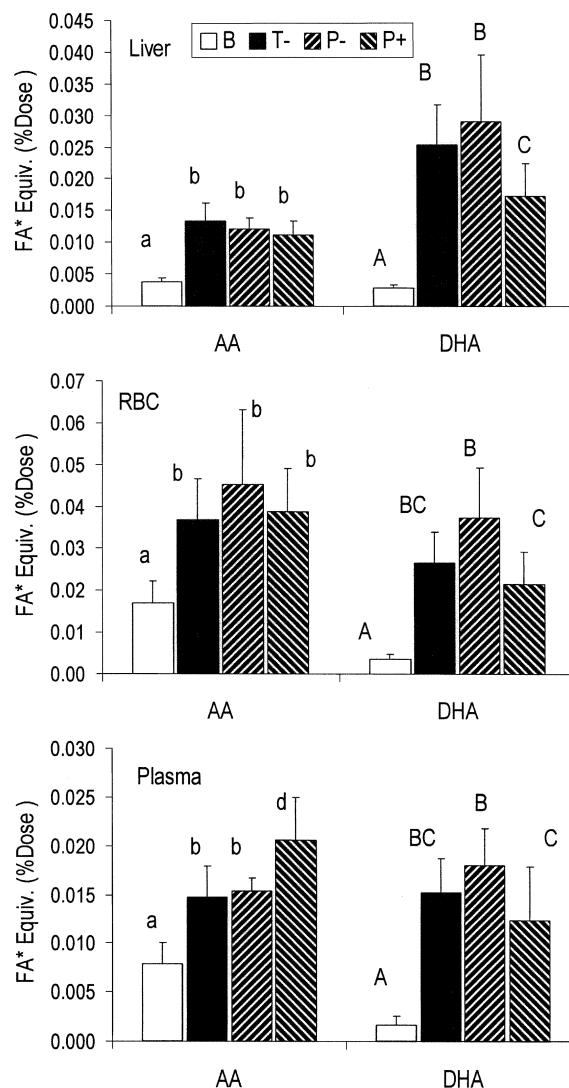 Liver
B T- P- P+
FA* Equiv. (%Dose )
0.045
0.040
0.035
0.030
0.025
0.020
0.015
0.010
0.005
0.000
a b b b
A B B C
AA DHA
RBC
FA* Equiv. (%Dose )
0.07
0.06
0.05
0.04
0.03
0.02
0.01
0.00
a b b b
A BC B C
AA DHA
Plasma
FA* Equiv. (%Dose )
0.030
0.025
0.020
0.015
0.010
0.005
0.000
a b b d
A BC B C
AA DHA